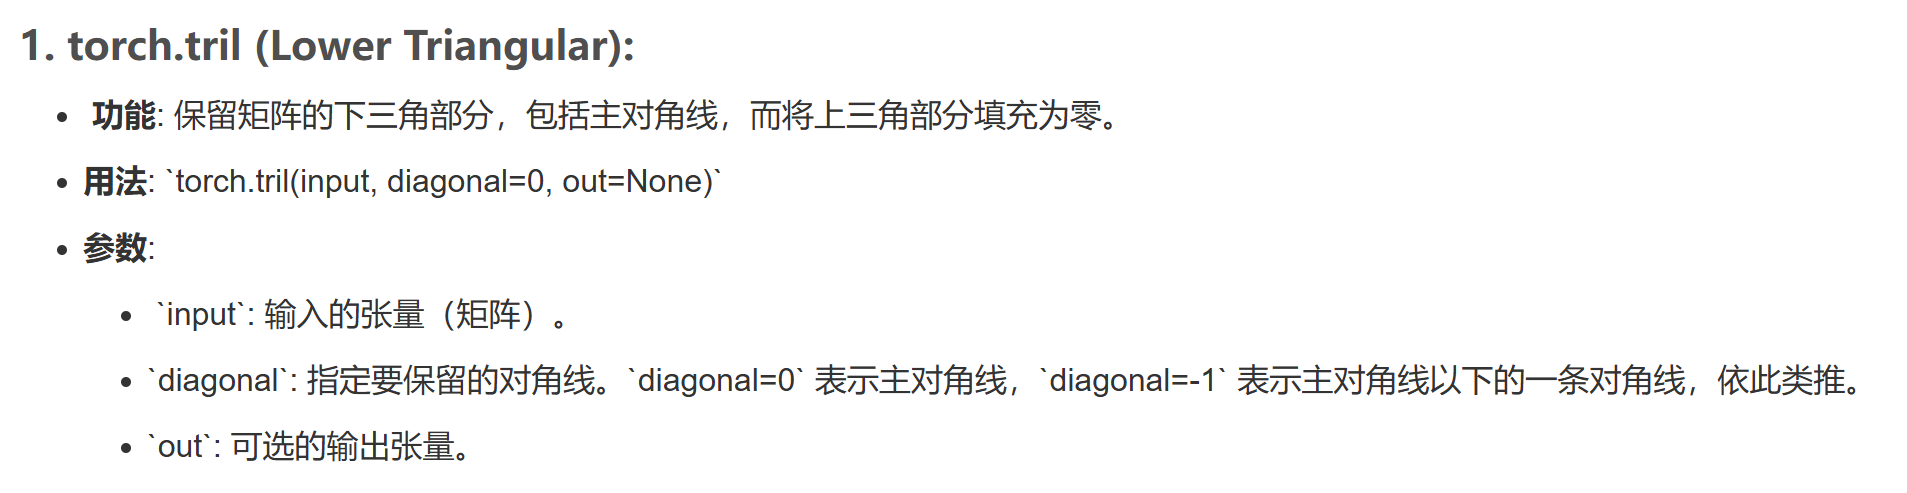 1. torch.tril (Lower Triangular):
功能: 保留矩阵的下三角部分，包括主对角线，而将上三角部分填充为零。
用法: `torch.tril(input, diagonal=0, out=None)`
参数:
`input`: 输入的张量（矩阵）。
`diagonal`: 指定要保留的对角线。`diagonal=0` 表示主对角线，`diagonal=-1` 表示主对角线以下的一条对角线，依此类推。
`out`: 可选的输出张量。